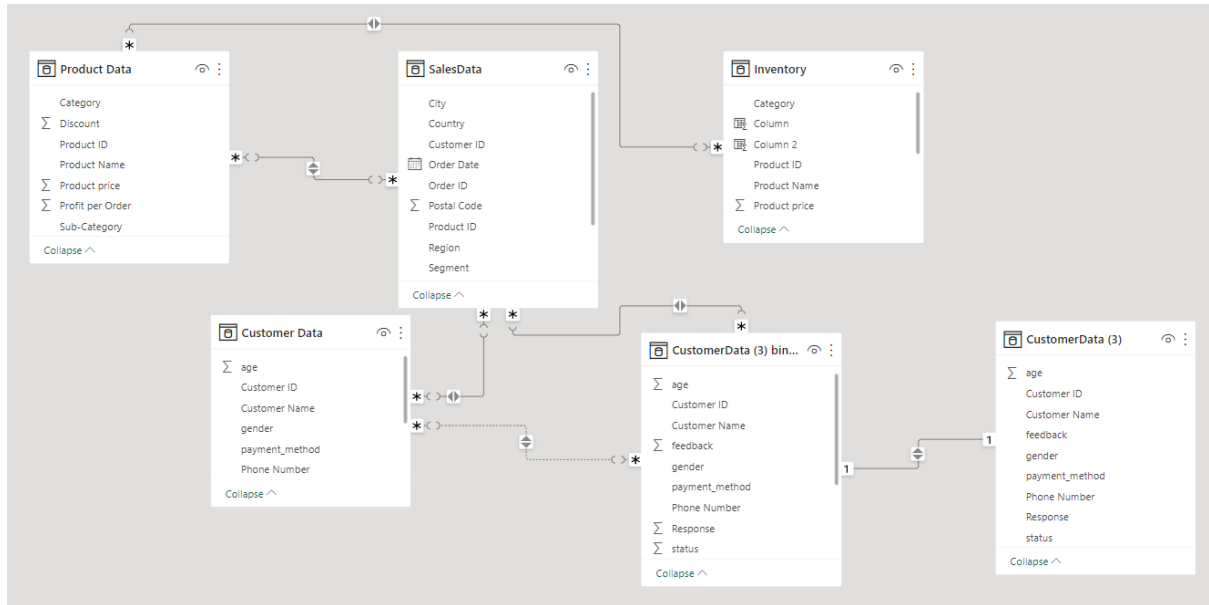 Product Data
Category
Discount
Product ID
Product Name
Product price
Profit per Order
Sub-Category
Collapse
SalesData
City
Country
Customer ID
Order Date
Order ID
Postal Code
Product ID
Region
Segment
Collapse
Inventory
Category
Column
Column 2
Product ID
Product Name
Product price
Collapse
Customer Data
age
Customer ID
Customer Name
gender
payment_method
Phone Number
Collapse
CustomerData (3) bin...
age
Customer ID
Customer Name
feedback
gender
payment_method
Phone Number
Response
status
Collapse
CustomerData (3)
age
Customer ID
Customer Name
feedback
gender
payment_method
Phone Number
Response
status
Collapse
*
*
*
*
*
*
*
*
*
*
1
1